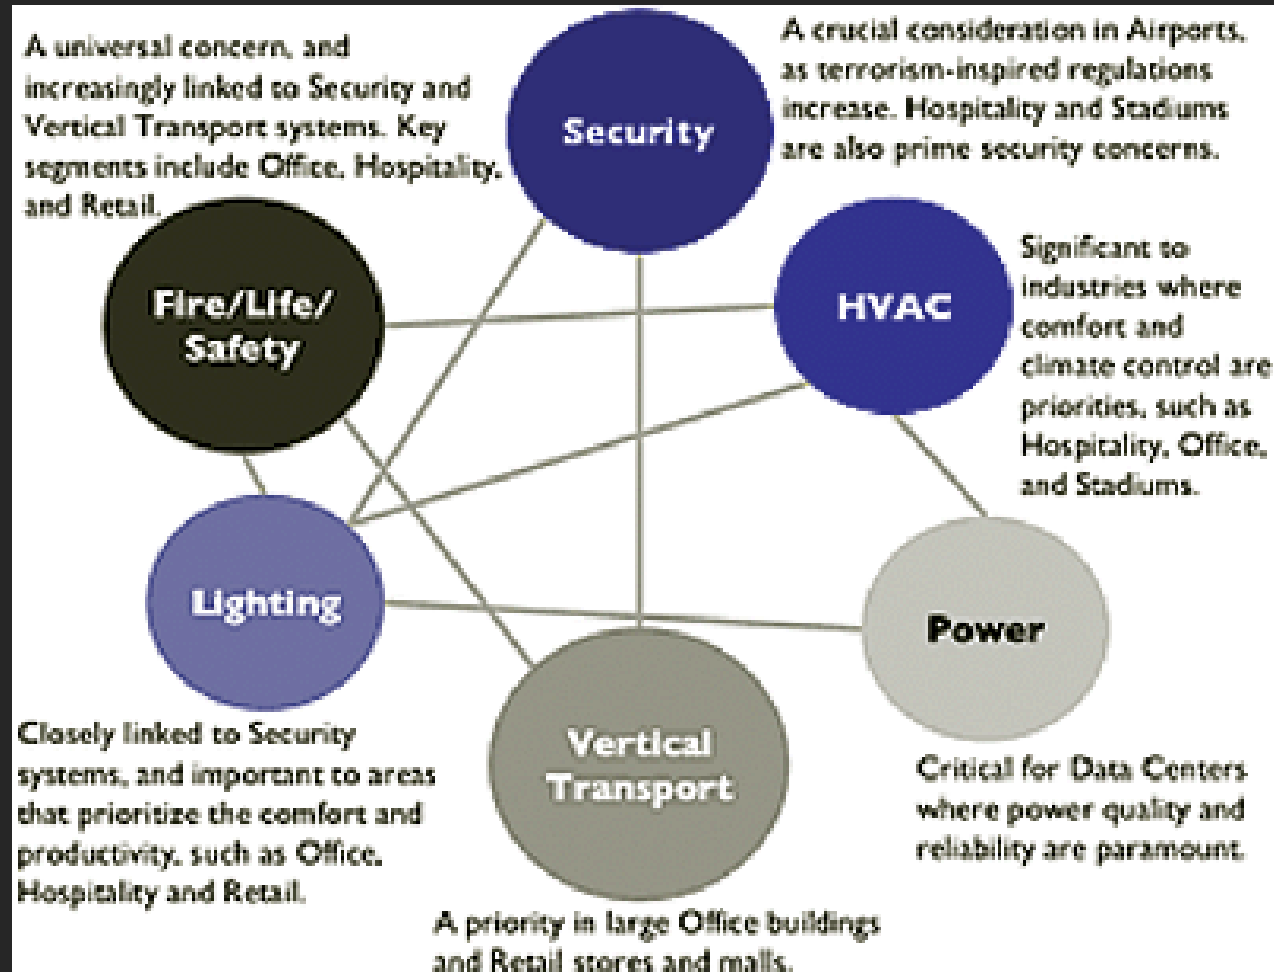 A universal concern, and
increasingly linked to Security and
Vertical Transport systems. Key
segments include Office, Hospitality,
and Retail.
Security
A crucial consideration in Airports,
as terrorism-inspired regulations
increase. Hospitality and Stadiums
are also prime security concerns.
Fire/Life/
Safety
HVAC
Significant to
industries where
comfort and
climate control are
priorities, such as
Hospitality, Office,
and Stadiums.
Lighting
Power
Closely linked to Security
systems, and important to areas
that prioritize the comfort and
productivity, such as Office,
Hospitality and Retail.
Vertical
Transport
Critical for Data Centers
where power quality and
reliability are paramount.
A priority in large Office buildings
and Retail stores and malls.